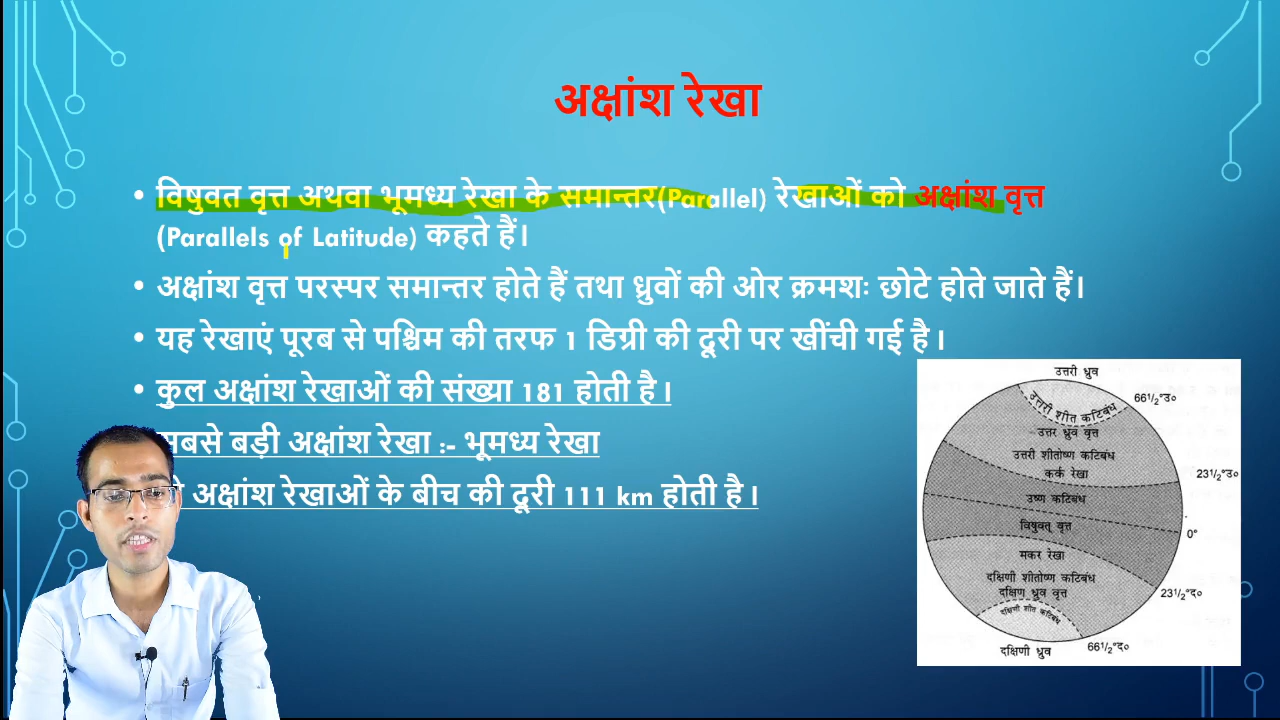 अक्षांश रेखा
• विषुवत वृत्त अथवा भूमध्य रेखा के समान्तर(Parallel) रेखाओं को अक्षांश वृत्त
(Parallels of Latitude) कहते हैं।
• अक्षांश वृत्त परस्पर समान्तर होते हैं तथा ध्रुवों की ओर क्रमशः छोटे होते जाते हैं।
• यह रेखाएं पूरब से पश्चिम की तरफ 1 डिग्री की दूरी पर खींची गई है।
• कुल अक्षांश रेखाओं की संख्या 181 होती है।
बड़ी अक्षांश रेखा :- भूमध्य रेखा
अक्षांश रेखाओं के बीच की दूरी 111 km होती है।
उत्तरी ध्रुव
66½°उ०
उत्तरी शीत कटिबंध
उत्तर ध्रुव वृत्त
उत्तरी शीतोष्ण कटिबंध
कर्क रेखा
23½°उ०
उष्ण कटिबंध
विषुवत् वृत्त
0°
मकर रेखा
दक्षिणी शीतोष्ण कटिबंध
दक्षिण ध्रुव वृत्त
23½°द०
दक्षिणी शीत कटिबंध
66½°द०
दक्षिणी ध्रुव